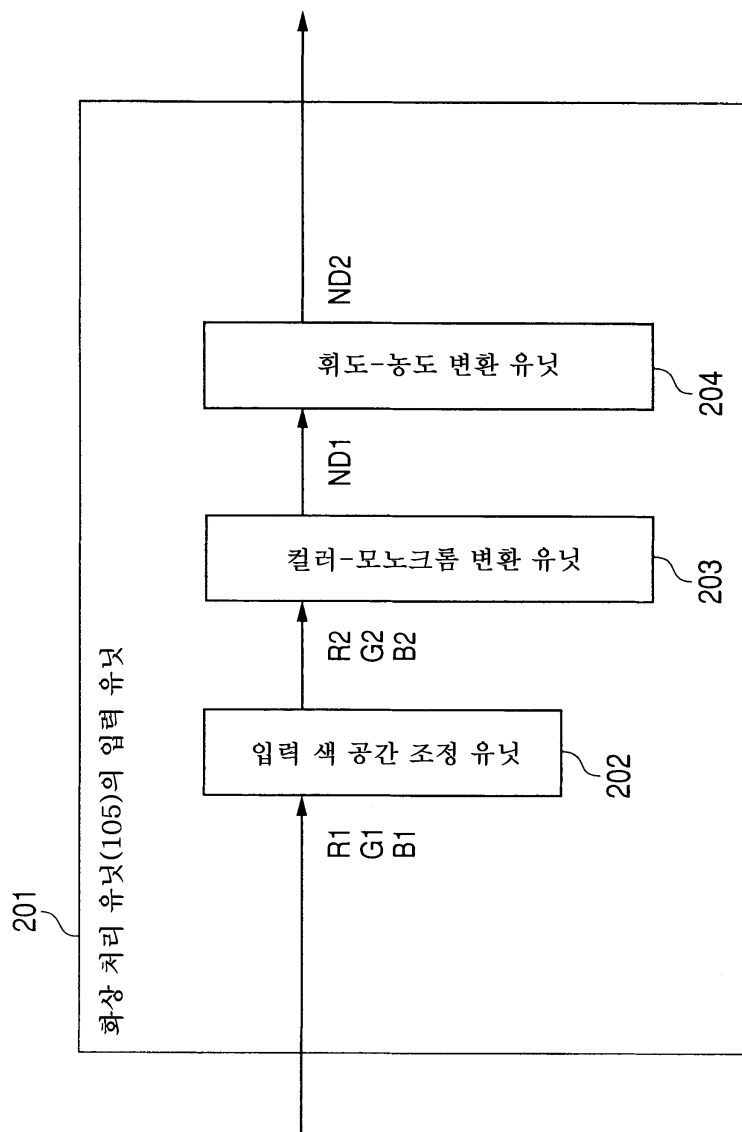 201
화상 처리 유닛(105)의 입력 유닛
R1
G1
B1
입력 색 공간 조정 유닛
202
R2
G2
B2
컬러-모노크롬 변환 유닛
203
ND1
휘도-농도 변환 유닛
204
ND2